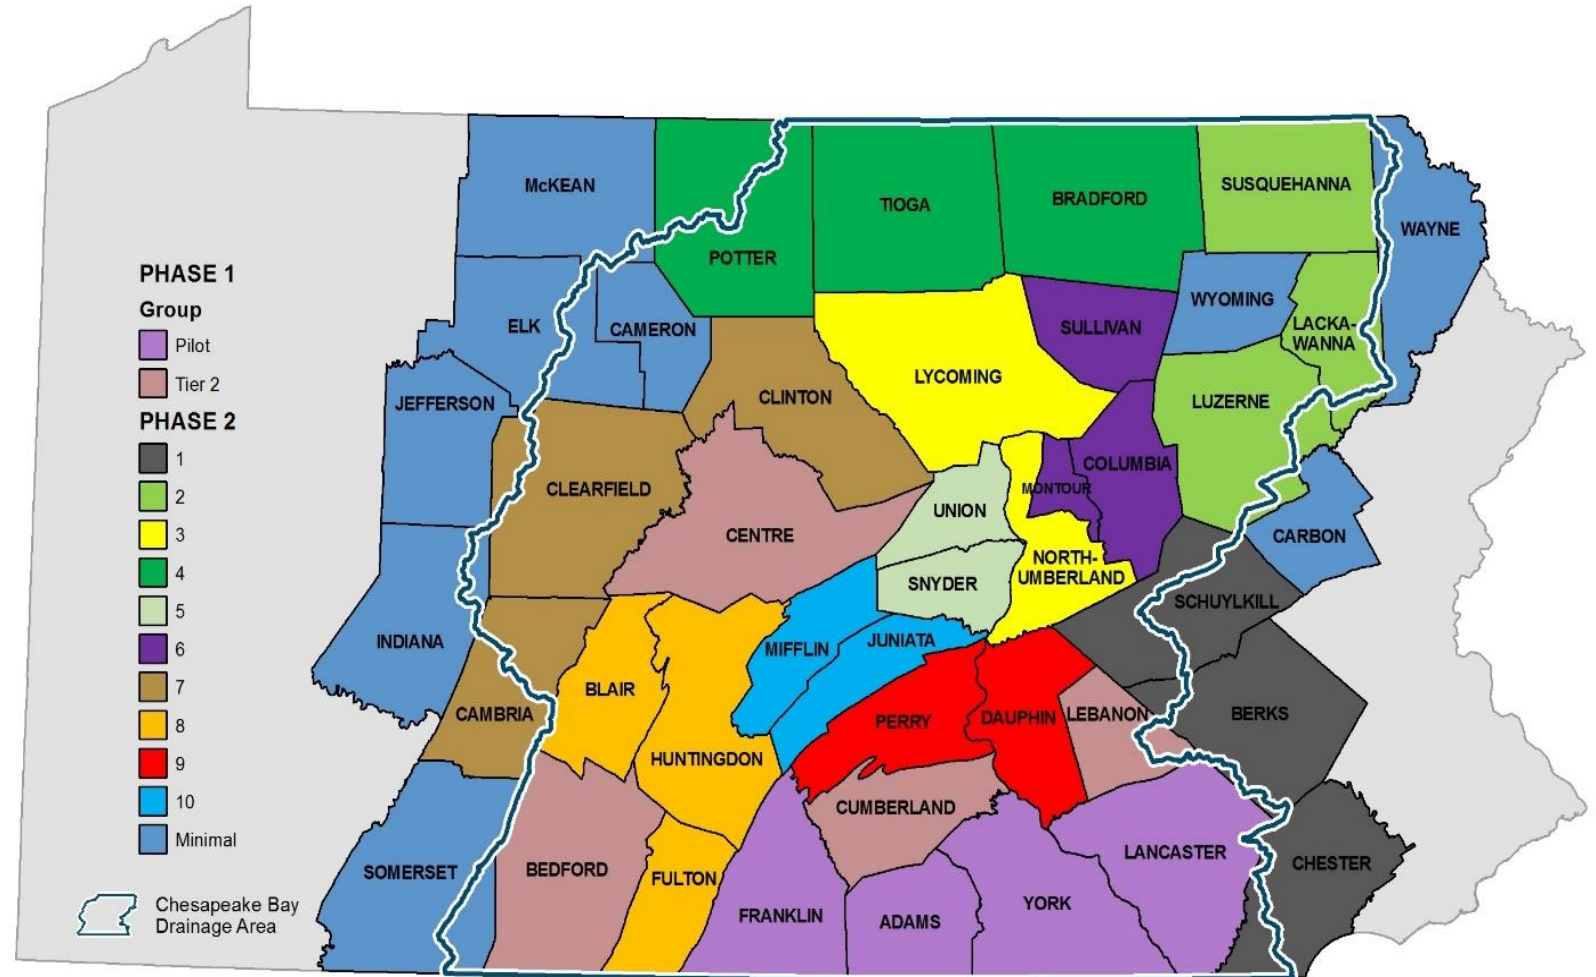 McKEAN
POTTER
TIOGA
BRADFORD
SUSQUEHANNA
WAYNE
ELK
CAMERON
SULLIVAN
WYOMING
LACKA-
WANNA
JEFFERSON
CLINTON
LYCOMING
LUZERNE
CLEARFIELD
CENTRE
UNION
MONTOUR
COLUMBIA
CARBON
SNYDER
NORTH-
UMBERLAND
SCHUYLKILL
INDIANA
MIFFLIN
JUNIATA
CAMBRIA
BLAIR
HUNTINGDON
PERRY
DAUPHIN
LEBANON
BERKS
SOMERSET
BEDFORD
FULTON
CUMBERLAND
FRANKLIN
ADAMS
YORK
LANCASTER
CHESTER
PHASE 1
Group
Pilot
Tier 2
PHASE 2
1
2
3
4
5
6
7
8
9
10
Minimal
Chesapeake Bay
Drainage Area